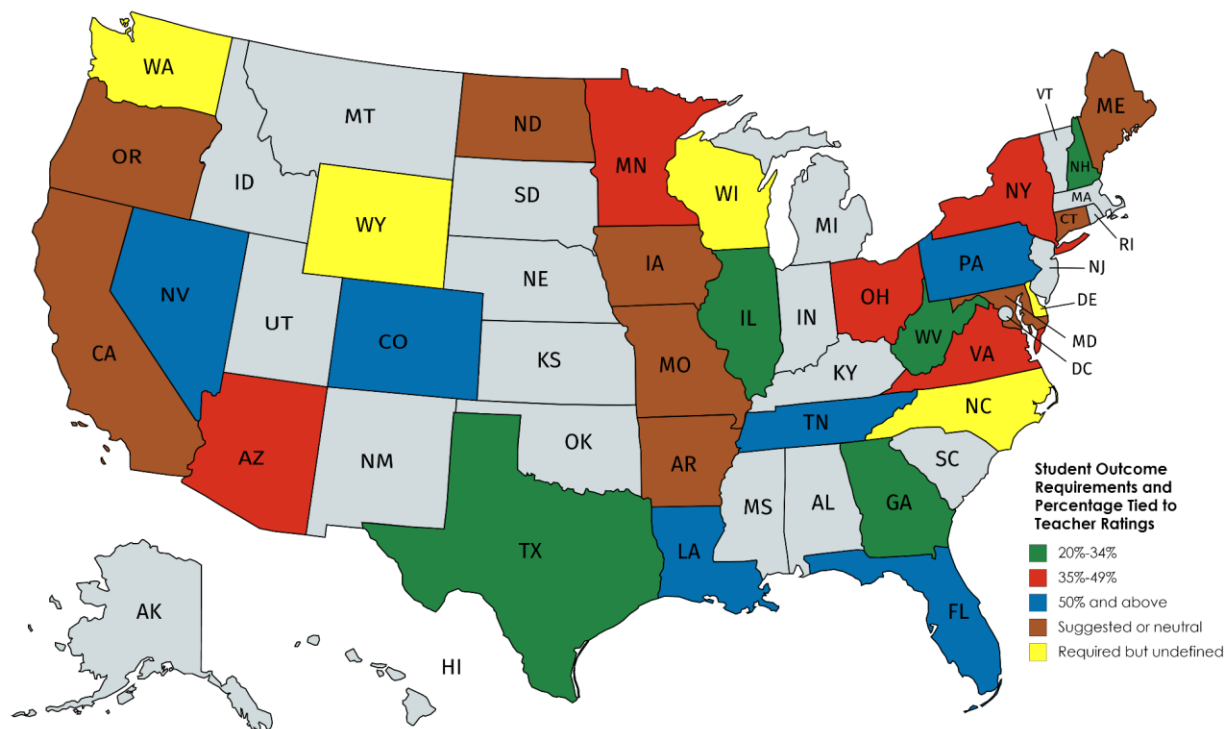 WA
VT
ME
MT
ND
OR
MN
NH
ID
SD
WI
NY
MA
WY
MI
CT
RI
IA
PA
NJ
NE
NV
OH
DE
IL
IN
UT
CO
WV
MD
CA
VA
KS
MO
KY
DC
NC
TN
OK
AZ
NM
AR
SC
MS
AL
GA
TX
LA
FL
AK
HI
Student Outcome
Requirements and
Percentage Tied to
Teacher Ratings
20%-34%
35%-49%
50% and above
Suggested or neutral
Required but undefined